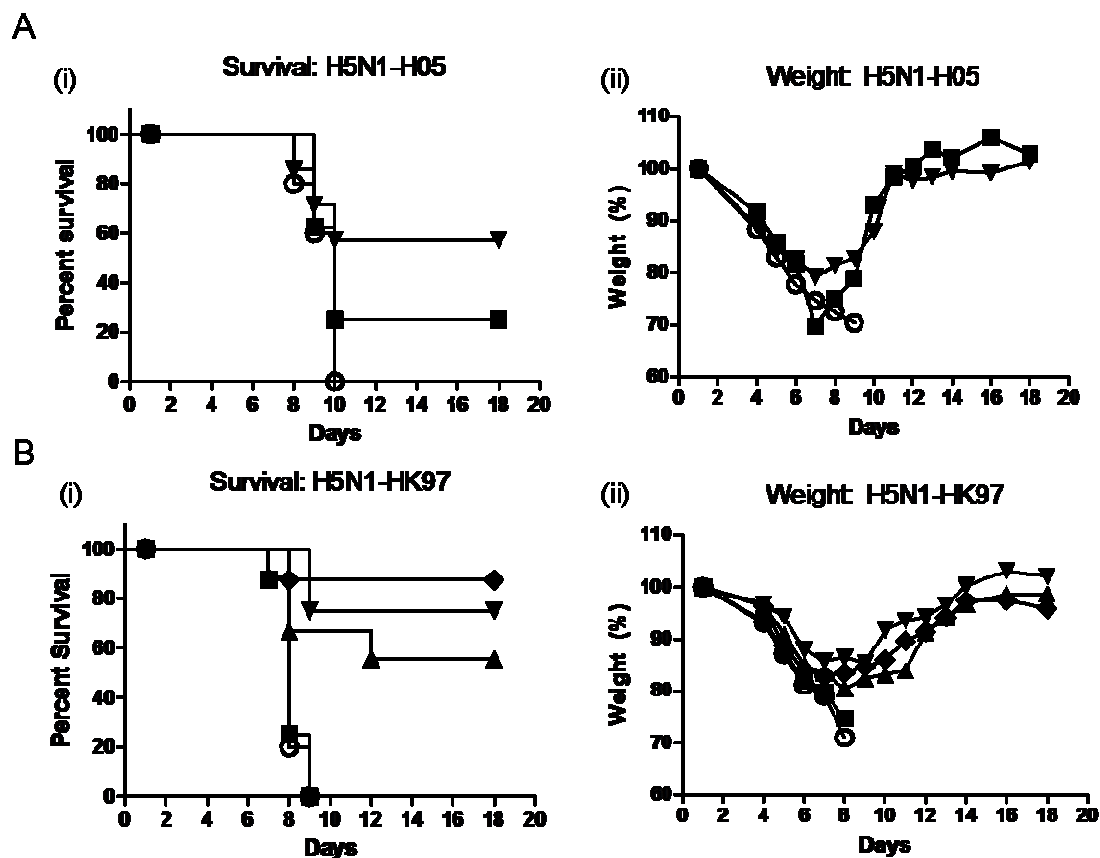 A
(i)
Survival: H5N1-H05
Percent survival
100
80
60
40
20
0
0 2 4 6 8 10 12 14 16 18 20
Days
(ii)
Weight: H5N1-H05
Weight (%)
110
100
90
80
70
60
0 2 4 6 8 10 12 14 16 18 20
Days
B
(i)
Survival: H5N1-HK97
Percent Survival
100
80
60
40
20
0
0 2 4 6 8 10 12 14 16 18 20
Days
(ii)
Weight: H5N1-HK97
Weight (%)
110
100
90
80
70
60
0 2 4 6 8 10 12 14 16 18 20
Days